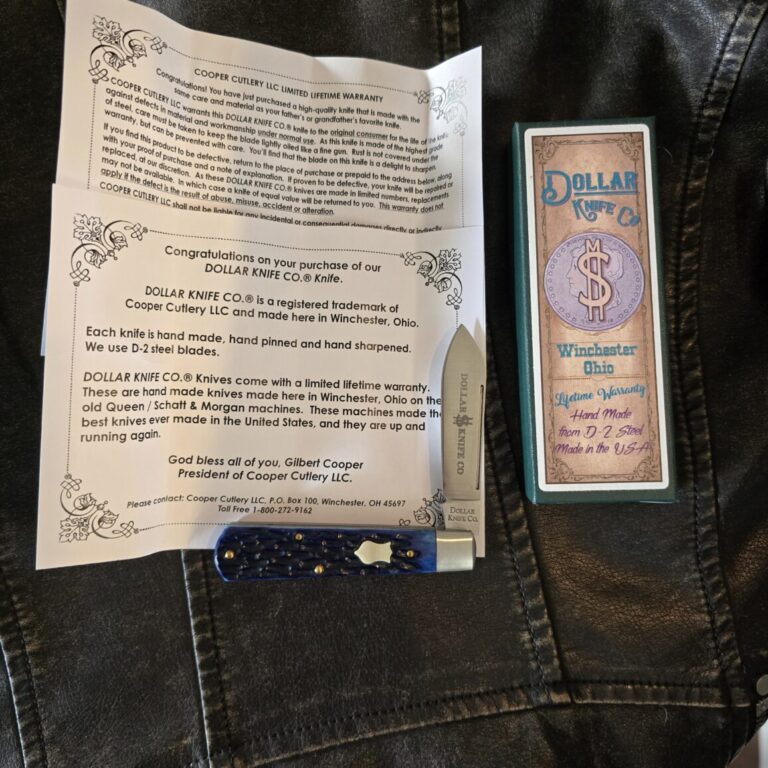 COOPER CUTLERY LLC LIMITED LIFETIME WARRANTY
Congratulations! You have just purchased a high-quality knife that is made with the
same care and material as your father's or grandfather's favorite knife.
COOPER CUTLERY LLC warrants this DOLLAR KNIFE CO.® knife to the original consumer for the life of the knife
against defects in material and workmanship under normal use. As this knife is made of the highest grade
of steel, care must be taken to keep the blade lightly oiled like a fine gun. Rust is not covered under the
warranty, but can be prevented with care. You'll find that the blade on this knife is a delight to sharpen.
If you find this product to be defective, return to the place of purchase or prepaid to the address below, along
with your proof of purchase and a note of explanation. If proven to be defective, your knife will be repaired or
replaced, at our discretion. As these DOLLAR KNIFE CO.® knives are made in limited numbers, replacements
may not be available. In which case a knife of equal value will be returned to you. This warranty does not
apply if the defect is the result of abuse, misuse, accident or alteration.
COOPER CUTLERY LLC shall not be liable for any incidental or consequential damages directly or indirectly
Congratulations on your purchase of our
DOLLAR KNIFE CO.® Knife.
DOLLAR KNIFE CO.® is a registered trademark of
Cooper Cutlery LLC and made here in Winchester, Ohio.
Each knife is hand made, hand pinned and hand sharpened.
We use D-2 steel blades.
DOLLAR KNIFE CO.® Knives come with a limited lifetime warranty.
These are hand made knives made here in Winchester, Ohio on the
old Queen / Schatt & Morgan machines. These machines made the
best knives ever made in the United States, and they are up and
running again.
God bless all of you, Gilbert Cooper
President of Cooper Cutlery LLC.
Please contact: Cooper Cutlery LLC, P.O. Box 100, Winchester, OH 45697
Toll Free 1-800-272-9162
DOLLAR KNIFE CO
DOLLAR
KNIFE CO.
DOLLAR
KNIFE CO
Winchester
Ohio
Lifetime Warranty
Hand Made
from D-2 Steel
Made in the U.S.A